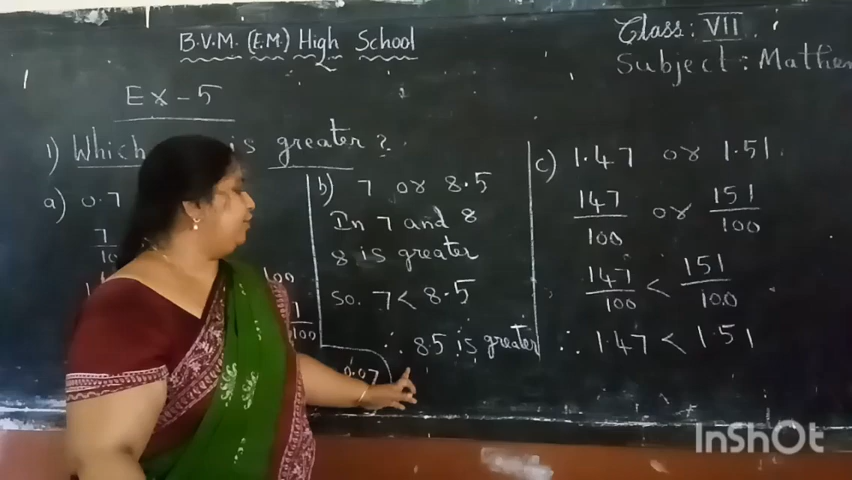 B.V.M. (E.M.) High School
Class: VII
Subject: Mathem
Ex-5
1) Which is greater?
a) 0.7
7
10
100
100
0.07
b) 7 or 8.5
In 7 and 8
8 is greater
So. 7 < 8.5
∴ 8.5 is greater
c) 1.47 or 1.51
147/100 or 151/100
147/100 < 151/100
∴ 1.47 < 1.51
InShOt